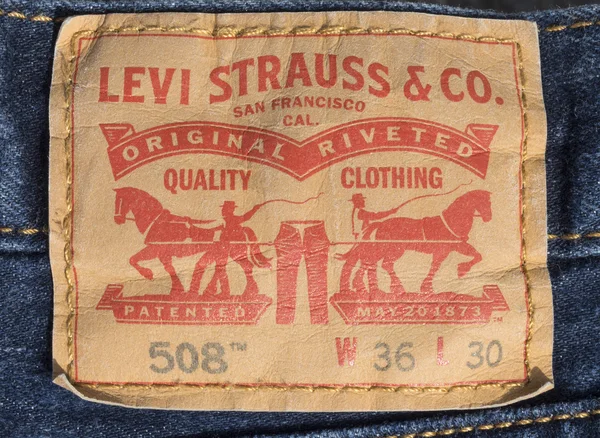 LEVI STRAUSS & CO.
SAN FRANCISCO
CAL.
ORIGINAL RIVETED
QUALITY CLOTHING
PATENTED MAY 20 1873
508™ W 36 L 30